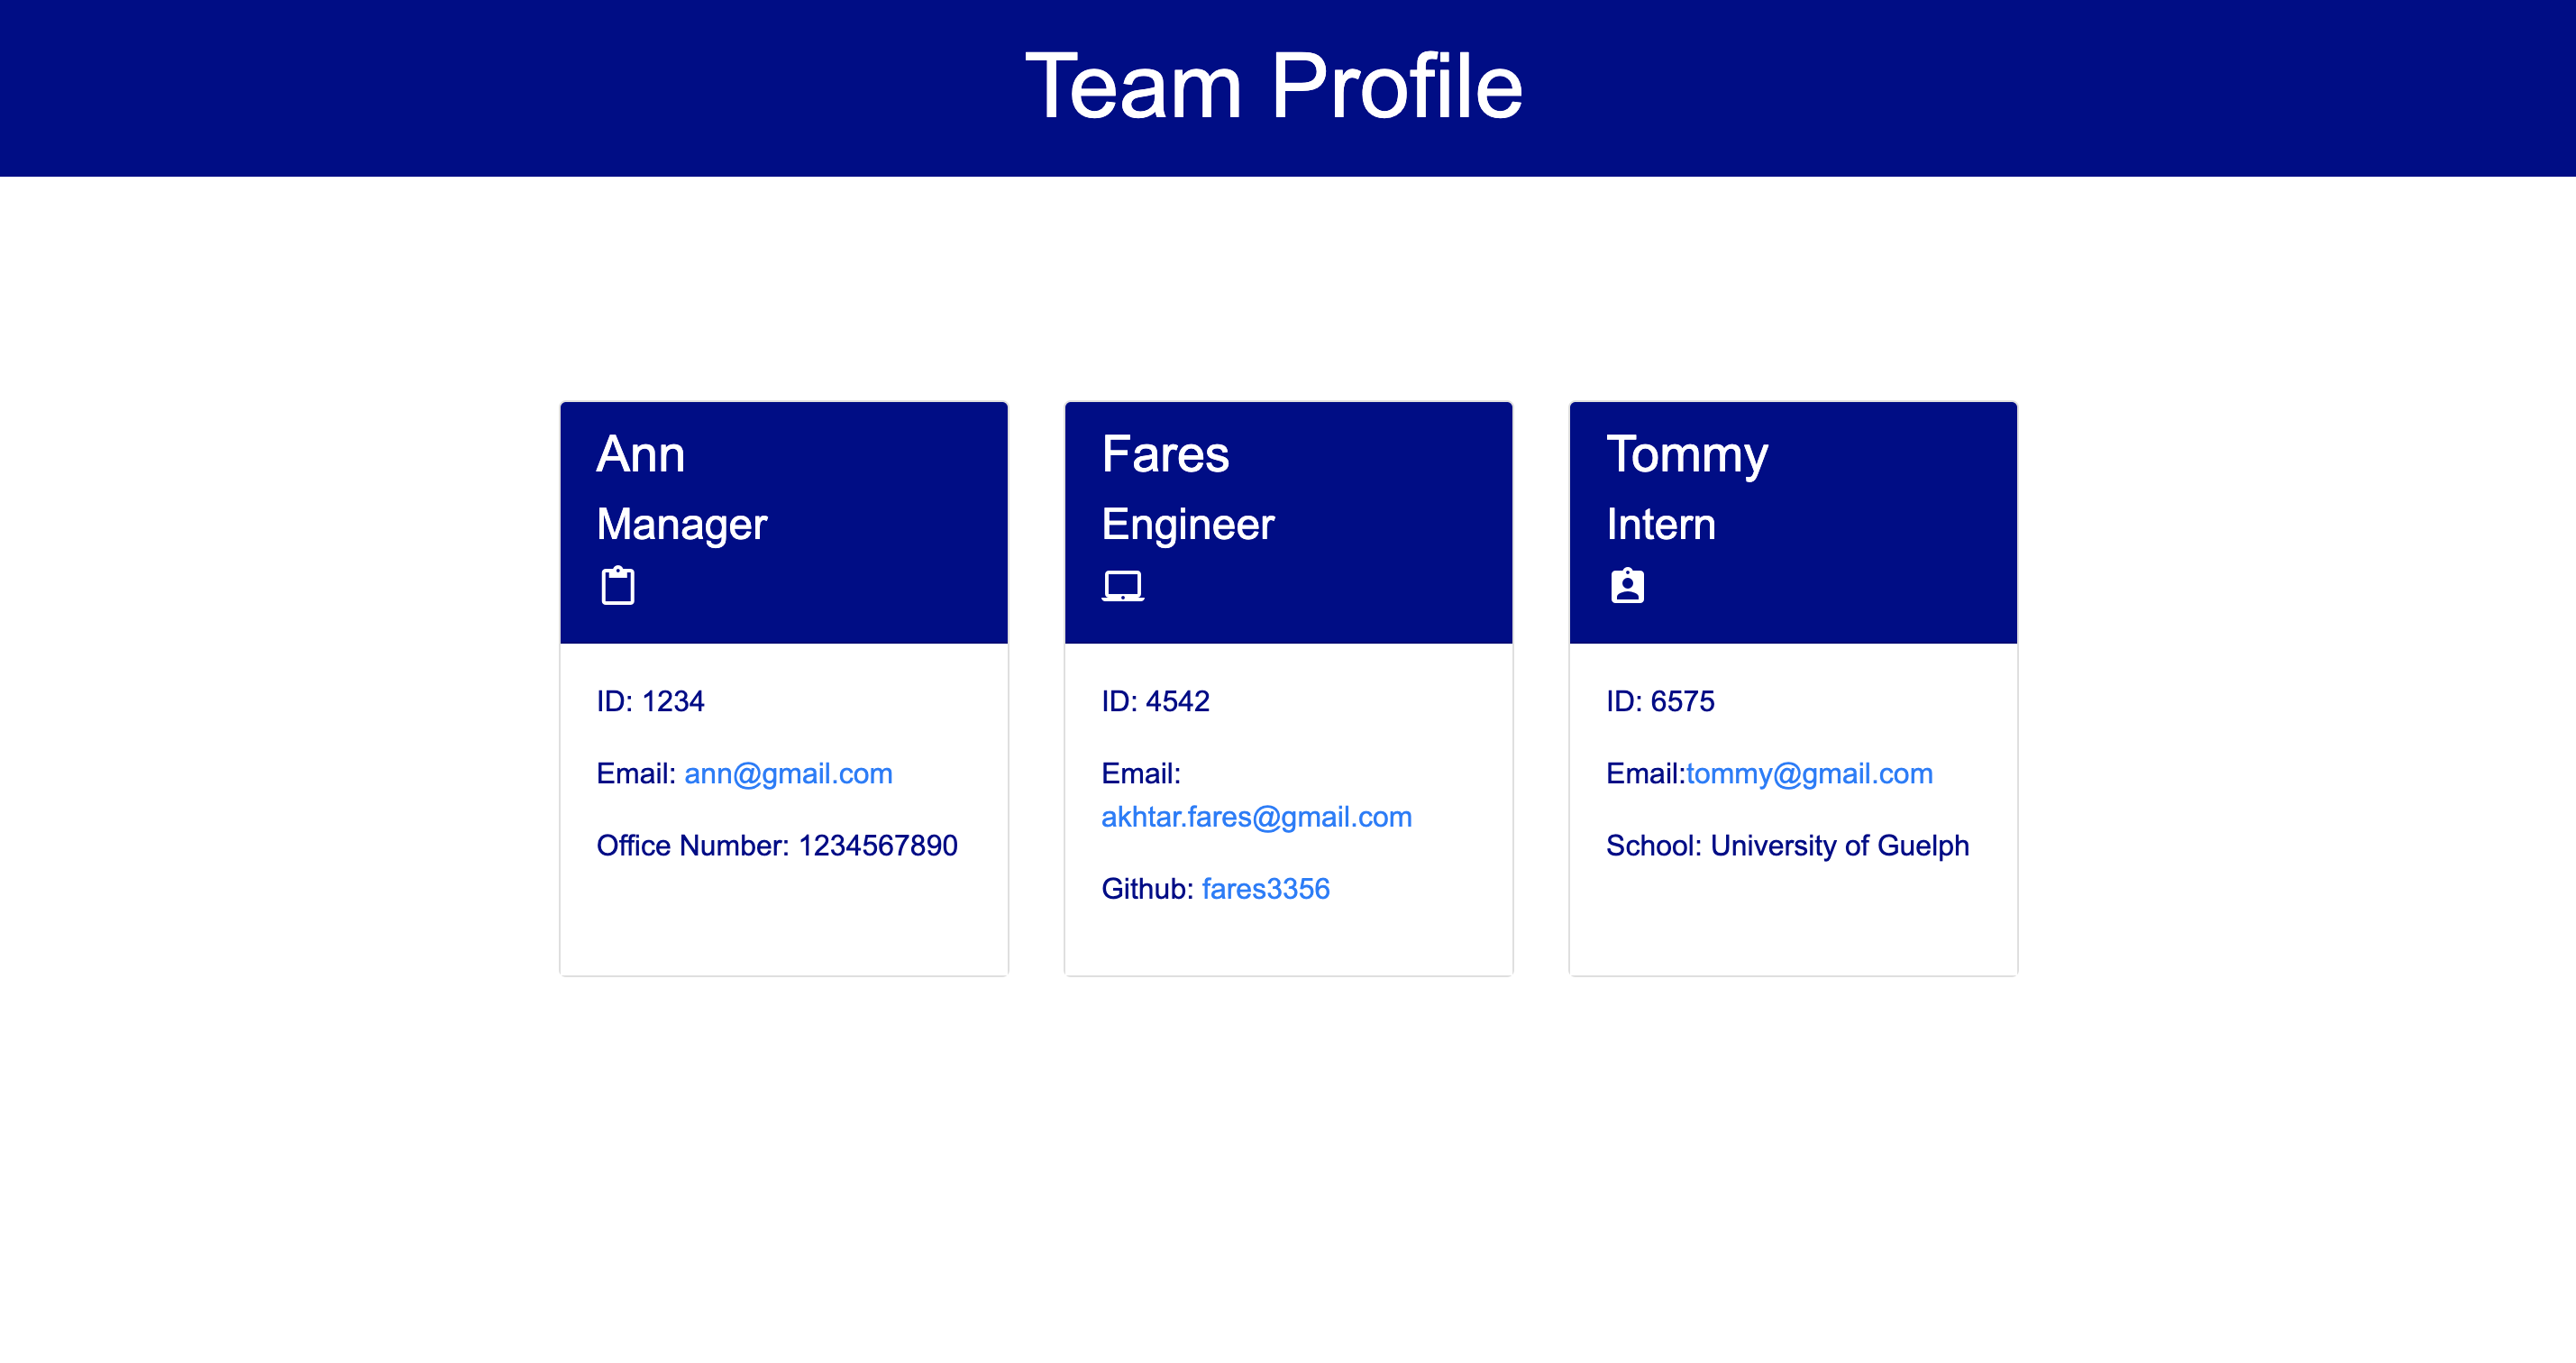 Team Profile
Ann
Manager
ID: 1234
Email: ann@gmail.com
Office Number: 1234567890
Fares
Engineer
ID: 4542
Email:
akhtar.fares@gmail.com
Github: fares3356
Tommy
Intern
ID: 6575
Email:tommy@gmail.com
School: University of Guelph